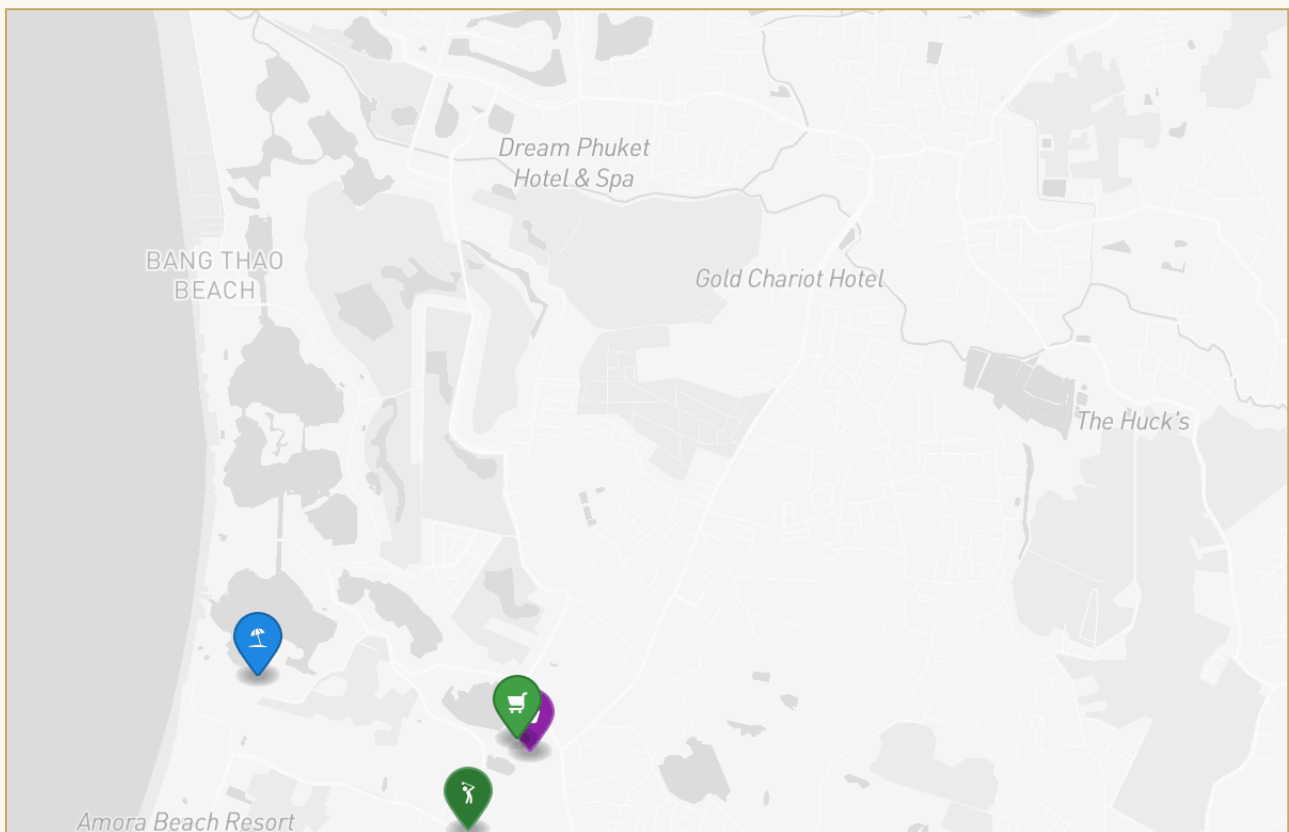 Dream Phuket
Hotel & Spa
BANG THAO
BEACH
Gold Chariot Hotel
The Huck's
Amora Beach Resort